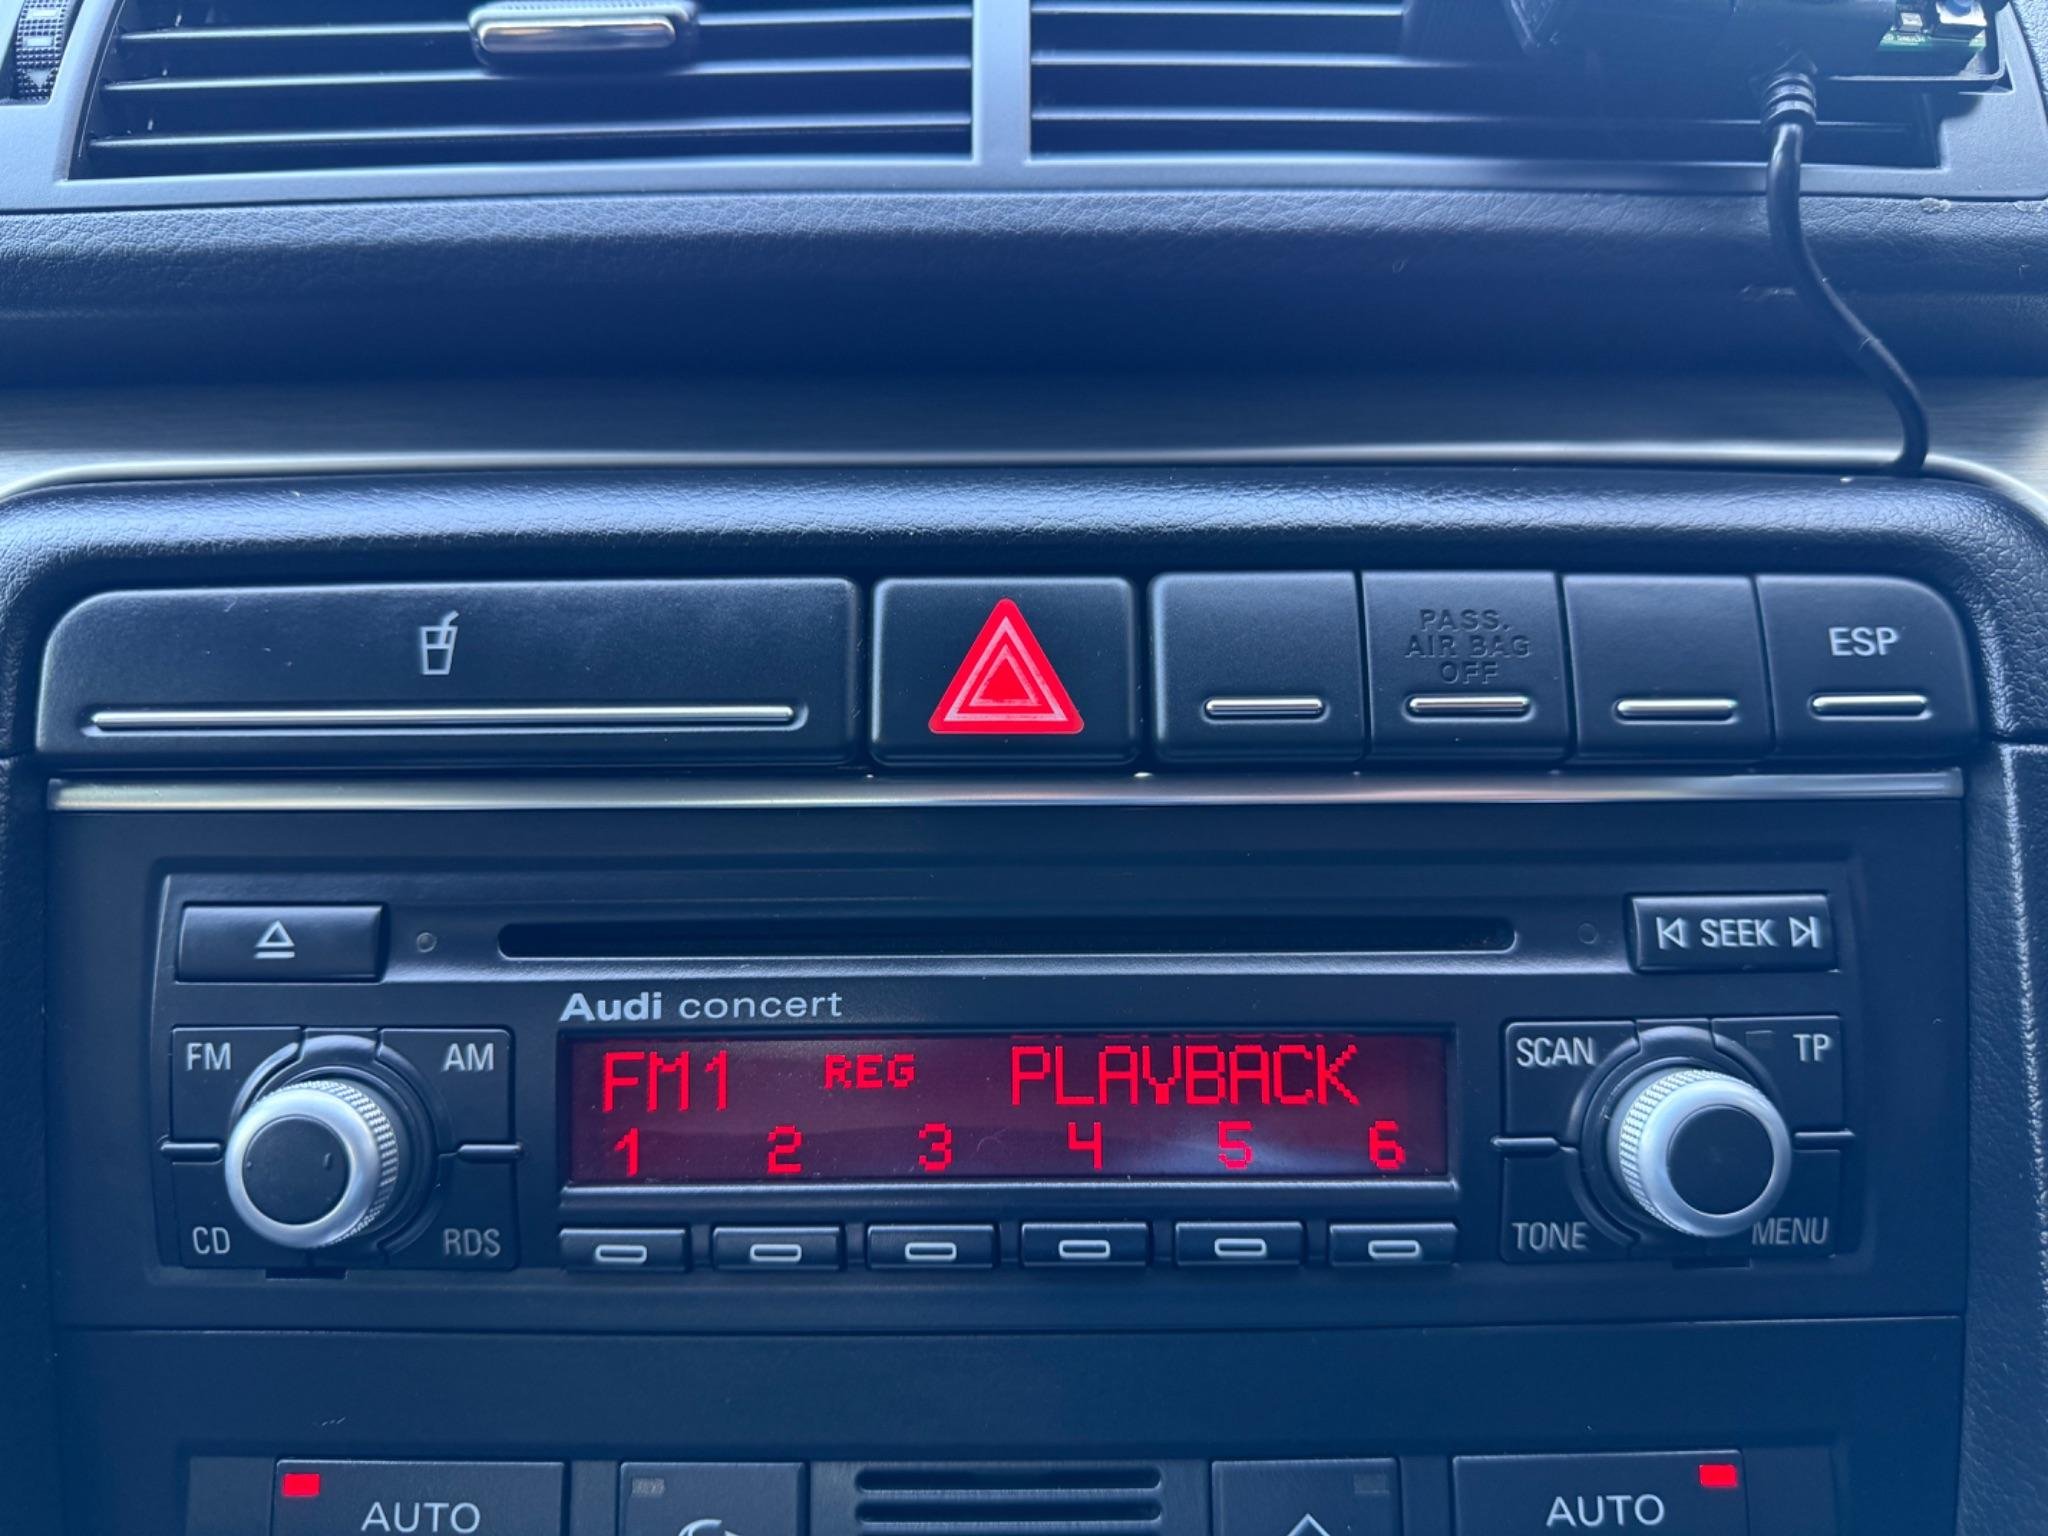 PASS.
AIR BAG
OFF
ESP
SEEK
Audi concert
FM
AM
FM1 REG PLAYBACK
SCAN
TP
1 2 3 4 5 6
CD
RDS
TONE
MENU
AUTO
AUTO